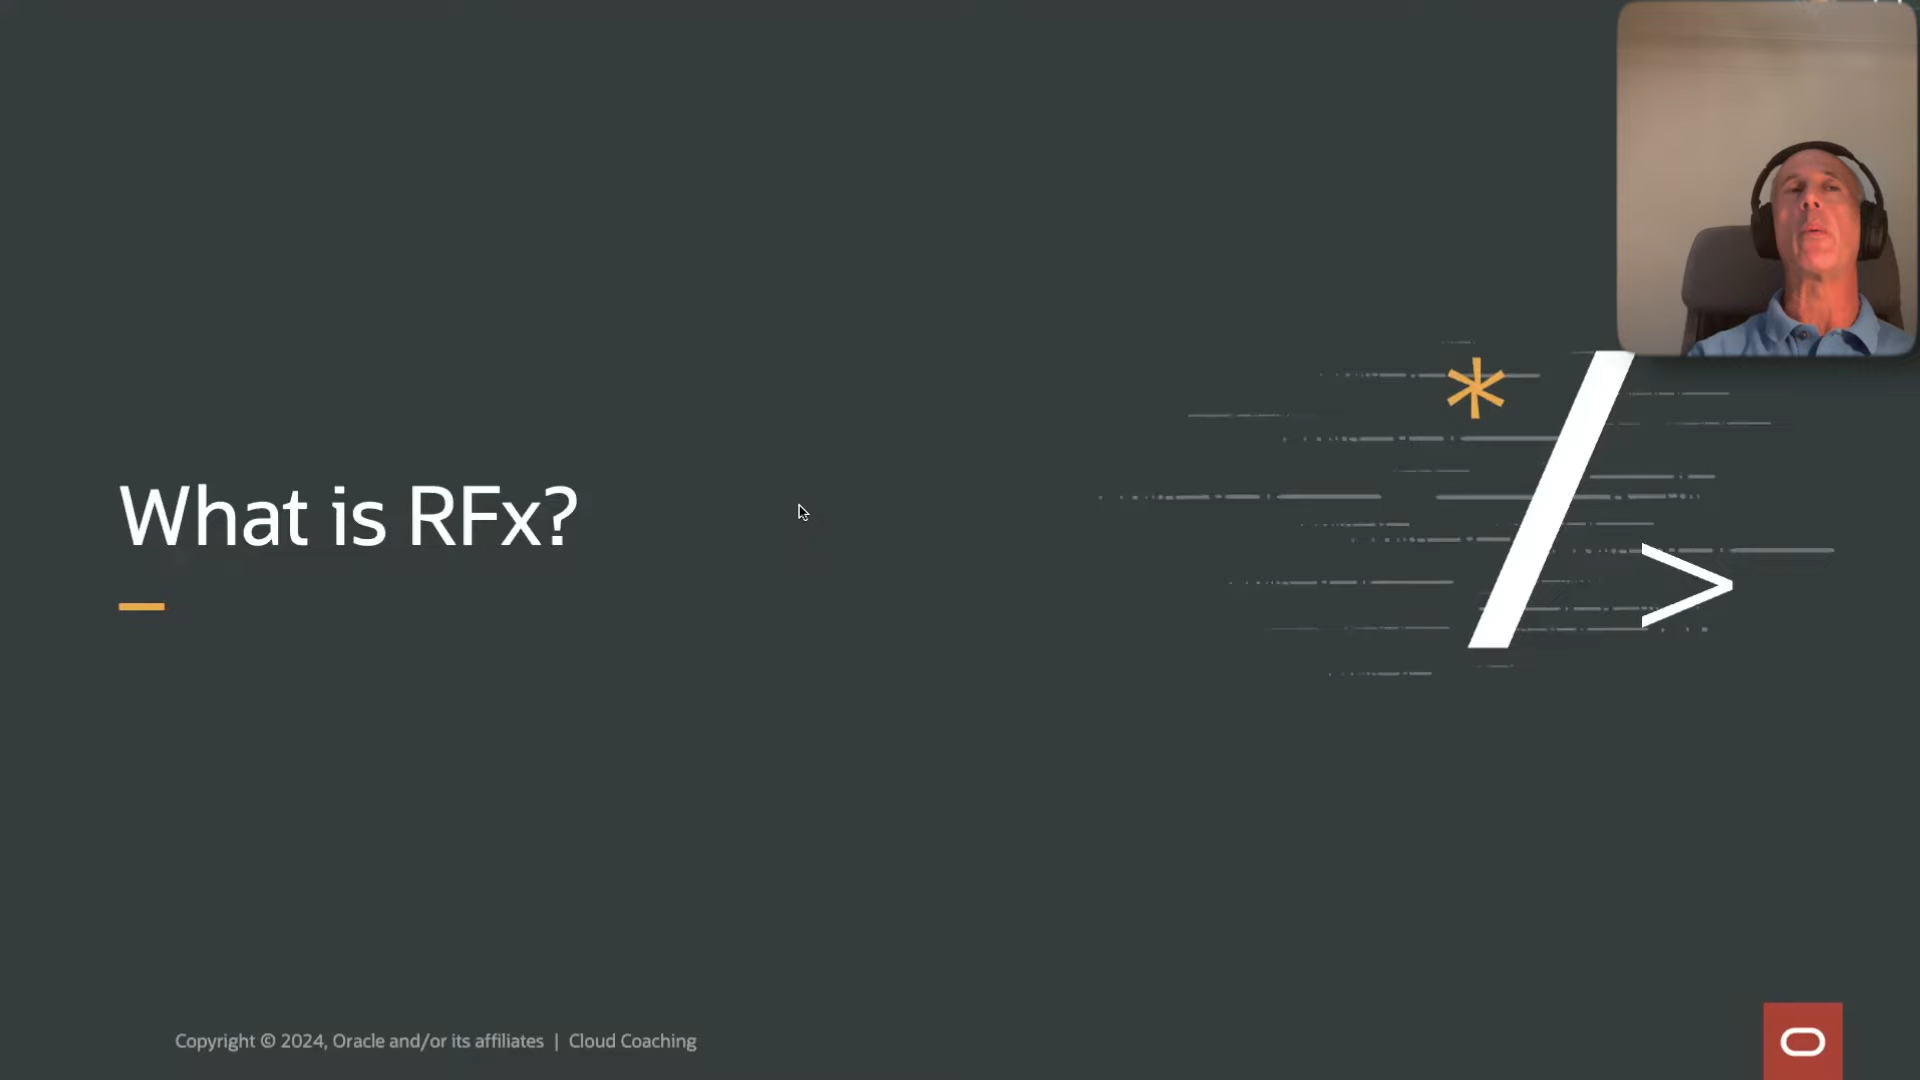 What is RFx?
Copyright © 2024, Oracle and/or its affiliates | Cloud Coaching